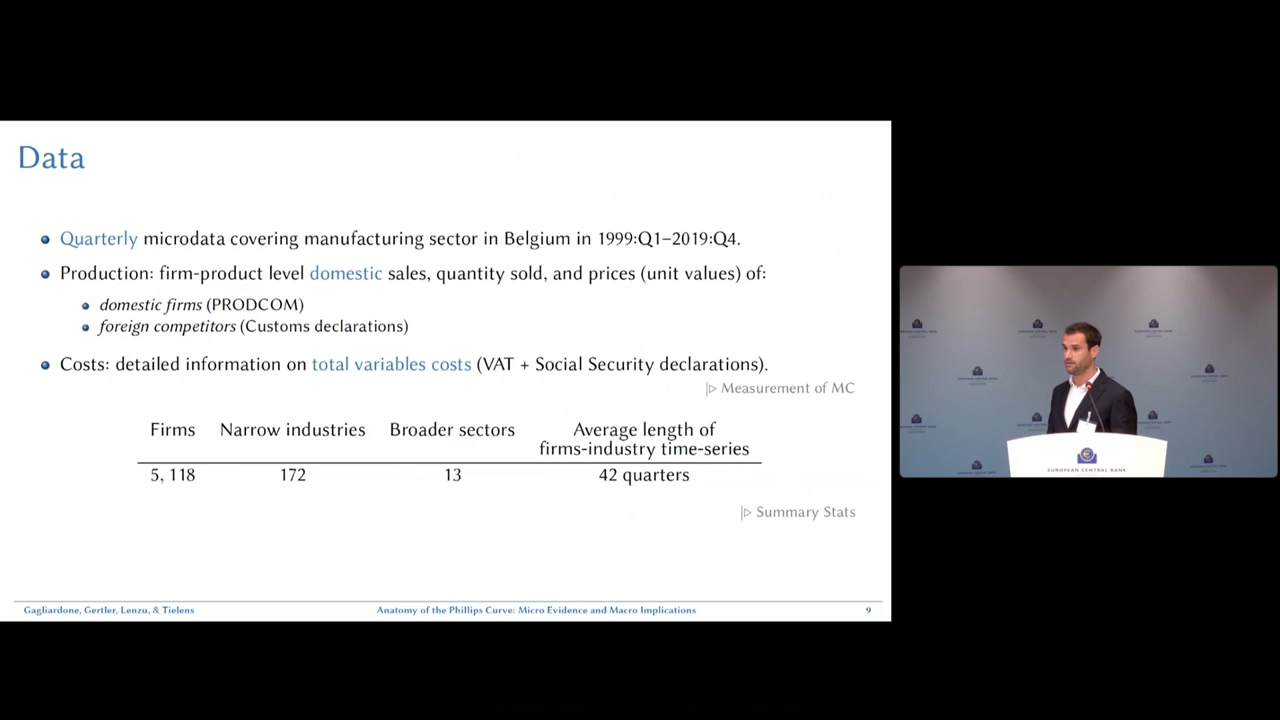 Data
Quarterly microdata covering manufacturing sector in Belgium in 1999:Q1–2019:Q4.
Production: firm-product level domestic sales, quantity sold, and prices (unit values) of:
domestic firms (PRODCOM)
foreign competitors (Customs declarations)
Costs: detailed information on total variables costs (VAT + Social Security declarations).
|▷ Measurement of MC
Firms Narrow industries Broader sectors Average length of
firms-industry time-series
5, 118 172 13 42 quarters
|▷ Summary Stats
Gagliardone, Gertler, Lenzu, & Tielens Anatomy of the Phillips Curve: Micro Evidence and Macro Implications 9
EUROPEAN CENTRAL BANK